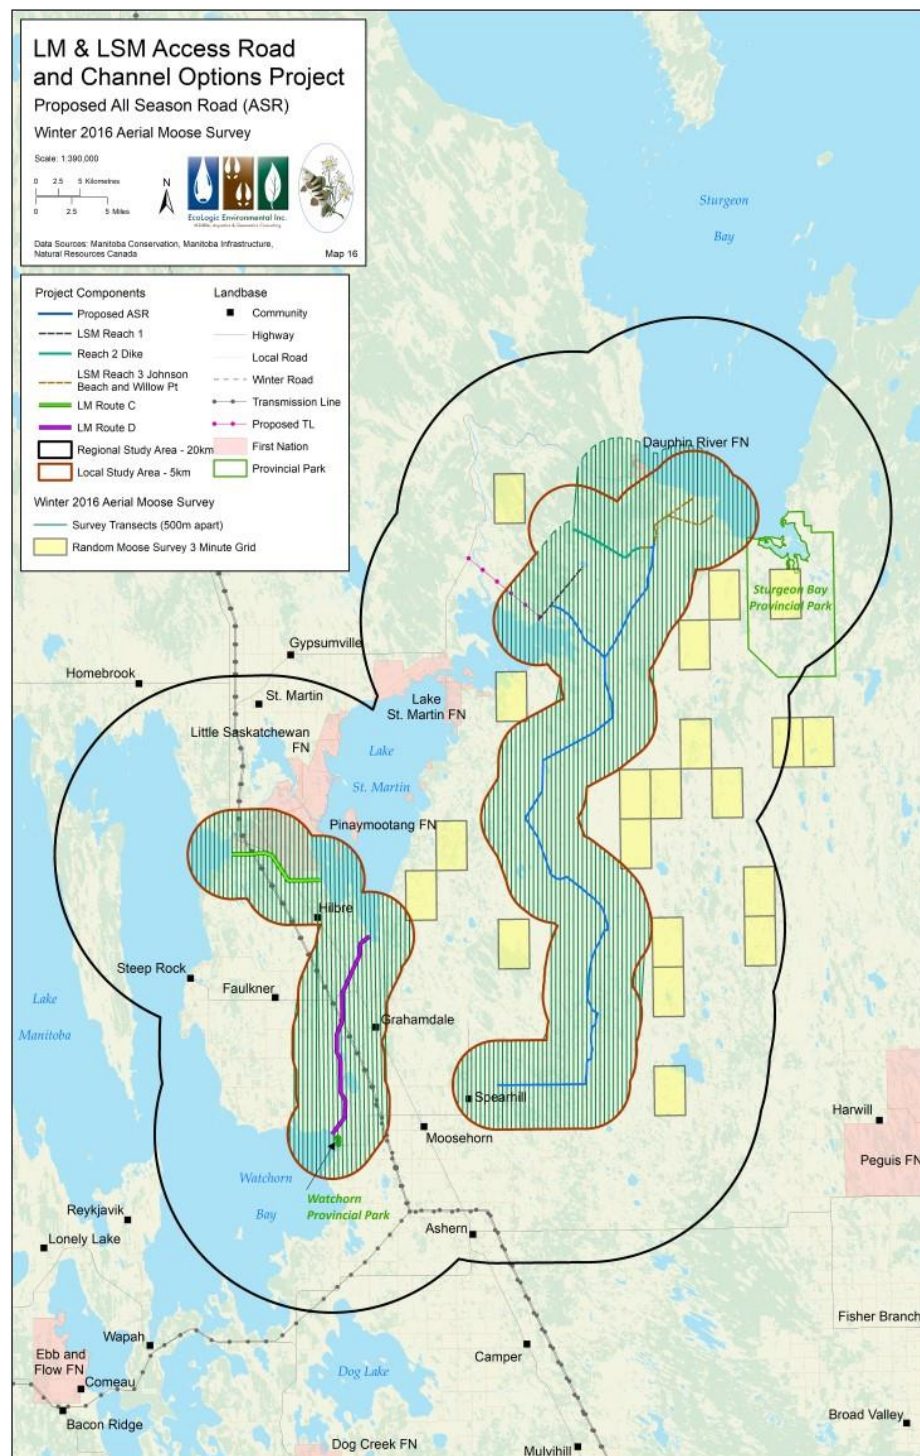 LM & LSM Access Road
and Channel Options Project
Proposed All Season Road (ASR)
Winter 2016 Aerial Moose Survey
Scale: 1:390,000
0 2.5 5 Kilometres
0 2.5 5 Miles
N
EcoLogic Environmental Inc.
Data Sources: Manitoba Conservation, Manitoba Infrastructure,
Natural Resources Canada
Map 16
Project Components
Proposed ASR
LSM Reach 1
Reach 2 Dike
LSM Reach 3 Johnson
Beach and Willow Pt
LM Route C
LM Route D
Regional Study Area - 20km
Local Study Area - 5km
Landbase
Community
Highway
Local Road
Winter Road
Transmission Line
Proposed TL
First Nation
Provincial Park
Winter 2016 Aerial Moose Survey
Survey Transects (500m apart)
Random Moose Survey 3 Minute Grid
Sturgeon
Bay
Dauphin River FN
Sturgeon Bay
Provincial Park
Gypsumville
Homebrook
St. Martin
Lake
St. Martin FN
Little Saskatchewan
FN
Lake
St. Martin
Pinaymootang FN
Hilbre
Steep Rock
Faulkner
Lake
Manitoba
Grahamdale
Spearhill
Moosehorn
Harwill
Peguis FN
Watchorn
Bay
Watchorn
Provincial Park
Reykjavik
Lonely Lake
Ashern
Fisher Branch
Wapah
Ebb and
Flow FN
Comeau
Camper
Dog Lake
Bacon Ridge
Broad Valley
Dog Creek FN
Mulvihill